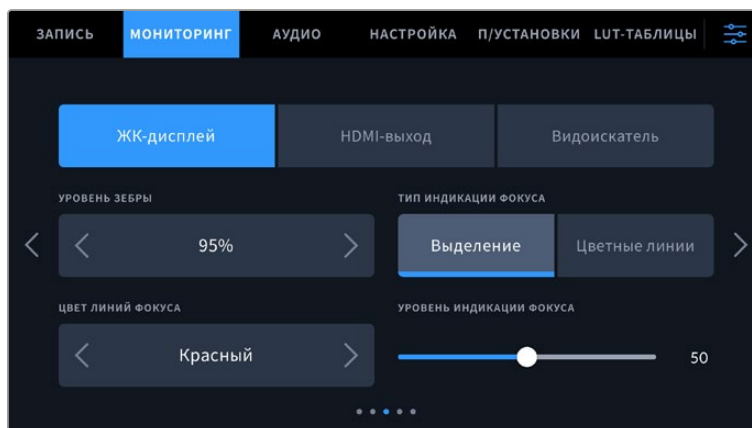 ЗАПИСЬ МОНИТОРИНГ АУДИО НАСТРОЙКА П/УСТАНОВКИ LUT-ТАБЛИЦЫ
ЖК-дисплей HDMI-выход Видоискатель
УРОВЕНЬ ЗЕБРЫ ТИП ИНДИКАЦИИ ФОКУСА
95% Выделение Цветные линии
ЦВЕТ ЛИНИЙ ФОКУСА УРОВЕНЬ ИНДИКАЦИИ ФОКУСА
Красный 50